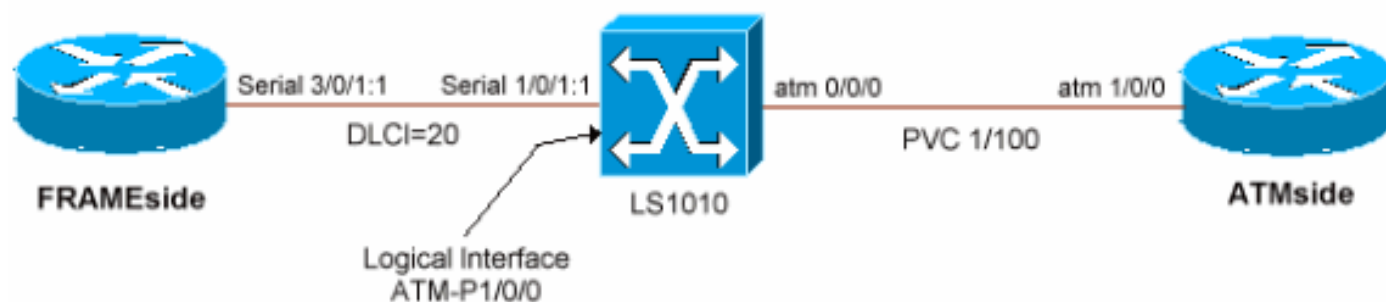 Serial 3/0/1:1
Serial 1/0/1:1
atm 0/0/0
atm 1/0/0
DLCI=20
PVC 1/100
FRAMEside
LS1010
ATMside
Logical Interface
ATM-P1/0/0